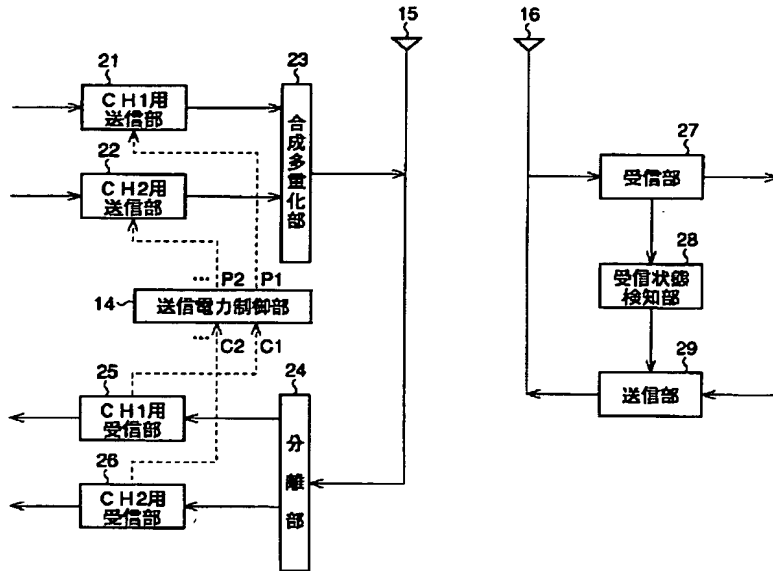 15
16
21
CH1用
送信部
23
合成多重化部
22
CH2用
送信部
27
受信部
28
受信状態
検知部
… P2 P1
14
送信電力制御部
… C2 C1
29
送信部
25
CH1用
受信部
24
分離部
26
CH2用
受信部